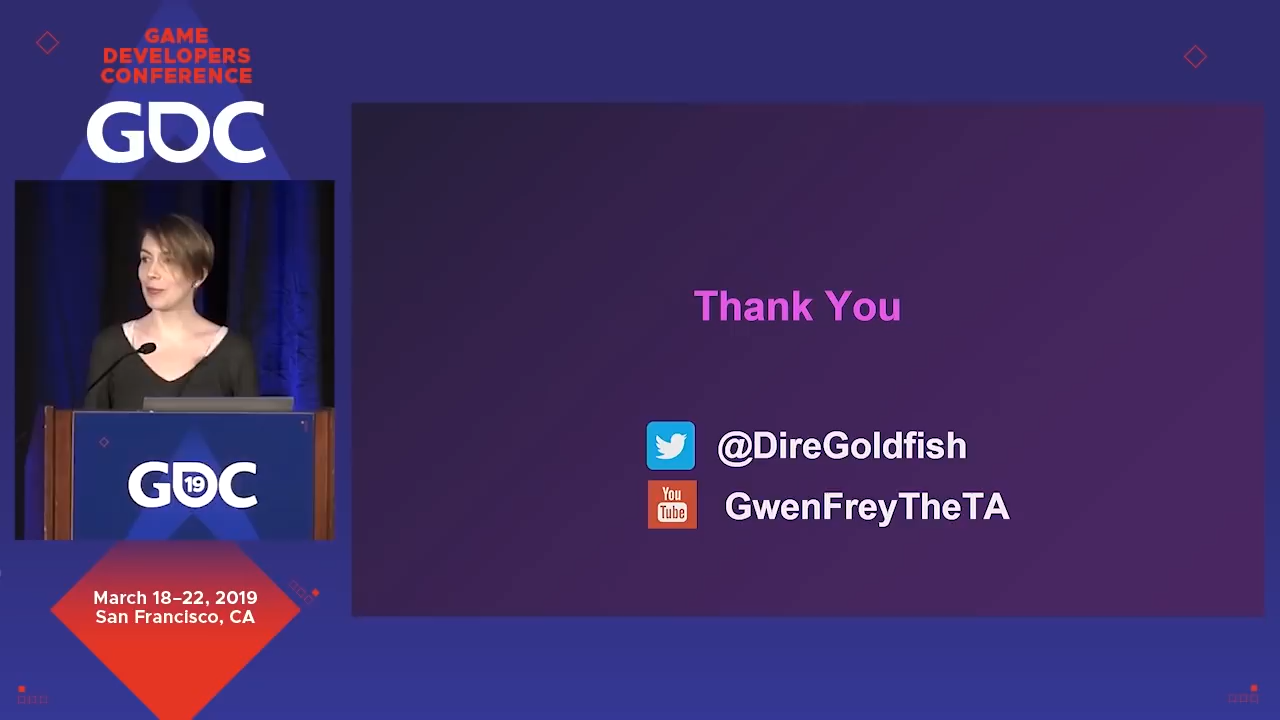 GAME
DEVELOPERS
CONFERENCE
GDC
GDC
19
March 18–22, 2019
San Francisco, CA
Thank You
@DireGoldfish
You
Tube
GwenFreyTheTA